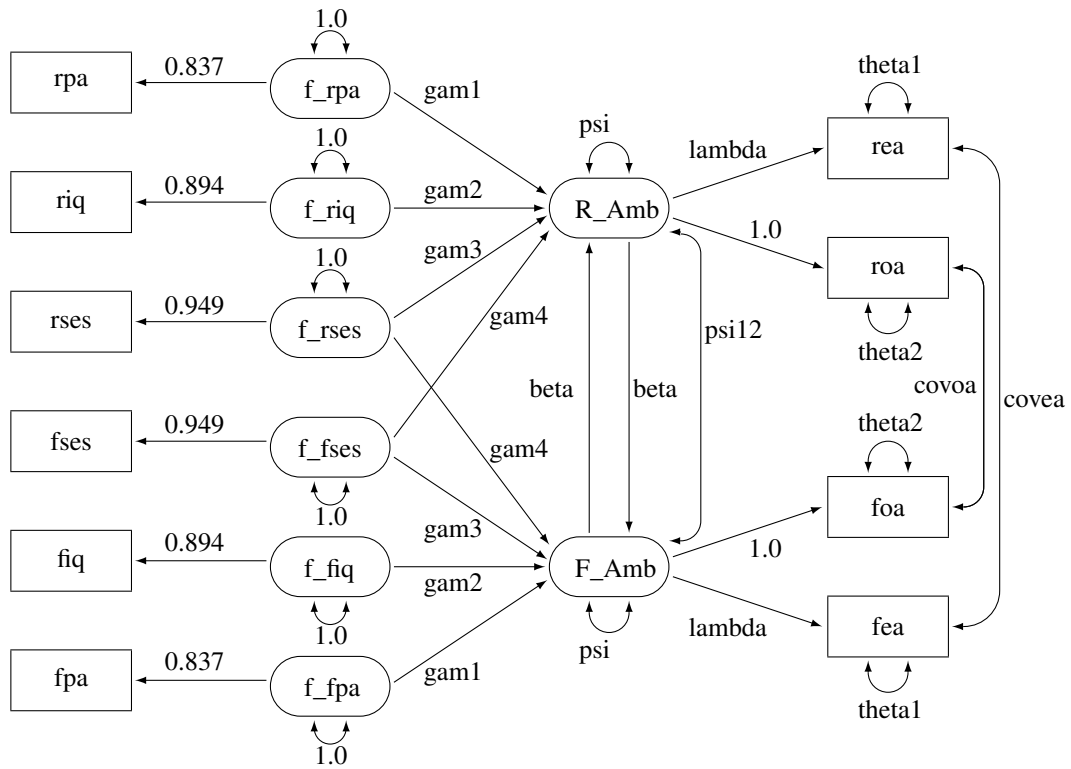 1.0
rpa
0.837
f_rpa
gam1
theta1
rea
psi
lambda
1.0
riq
0.894
f_riq
gam2
R_Amb
1.0
roa
theta2
1.0
rses
0.949
f_rses
gam3
gam4
psi12
beta
beta
covoa
covea
fses
0.949
f_fses
1.0
gam4
gam3
theta2
foa
1.0
fiq
0.894
f_fiq
1.0
gam2
F_Amb
psi
lambda
fea
theta1
fpa
0.837
f_fpa
gam1
1.0